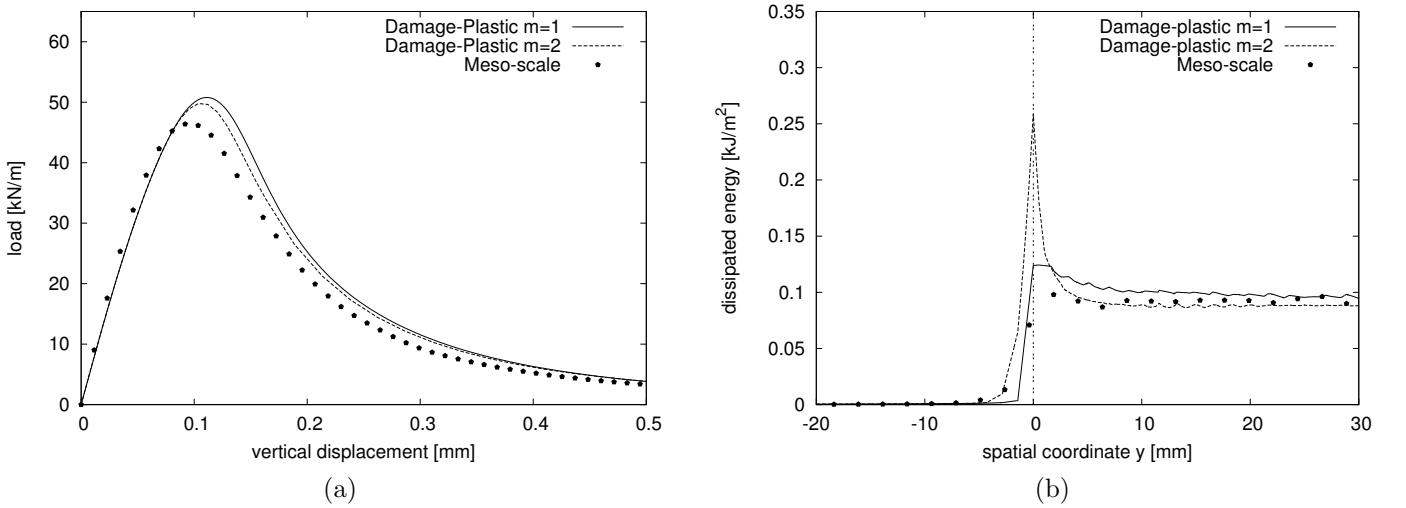 load [kN/m]
60
50
40
30
20
10
0
0
0.1
0.2
0.3
0.4
0.5
vertical displacement [mm]
Damage-Plastic m=1
Damage-Plastic m=2
Meso-scale
(a)
dissipated energy [kJ/m²]
0.35
0.3
0.25
0.2
0.15
0.1
0.05
0
-20
-10
0
10
20
30
spatial coordinate y [mm]
Damage-plastic m=1
Damage-plastic m=2
Meso-scale
(b)